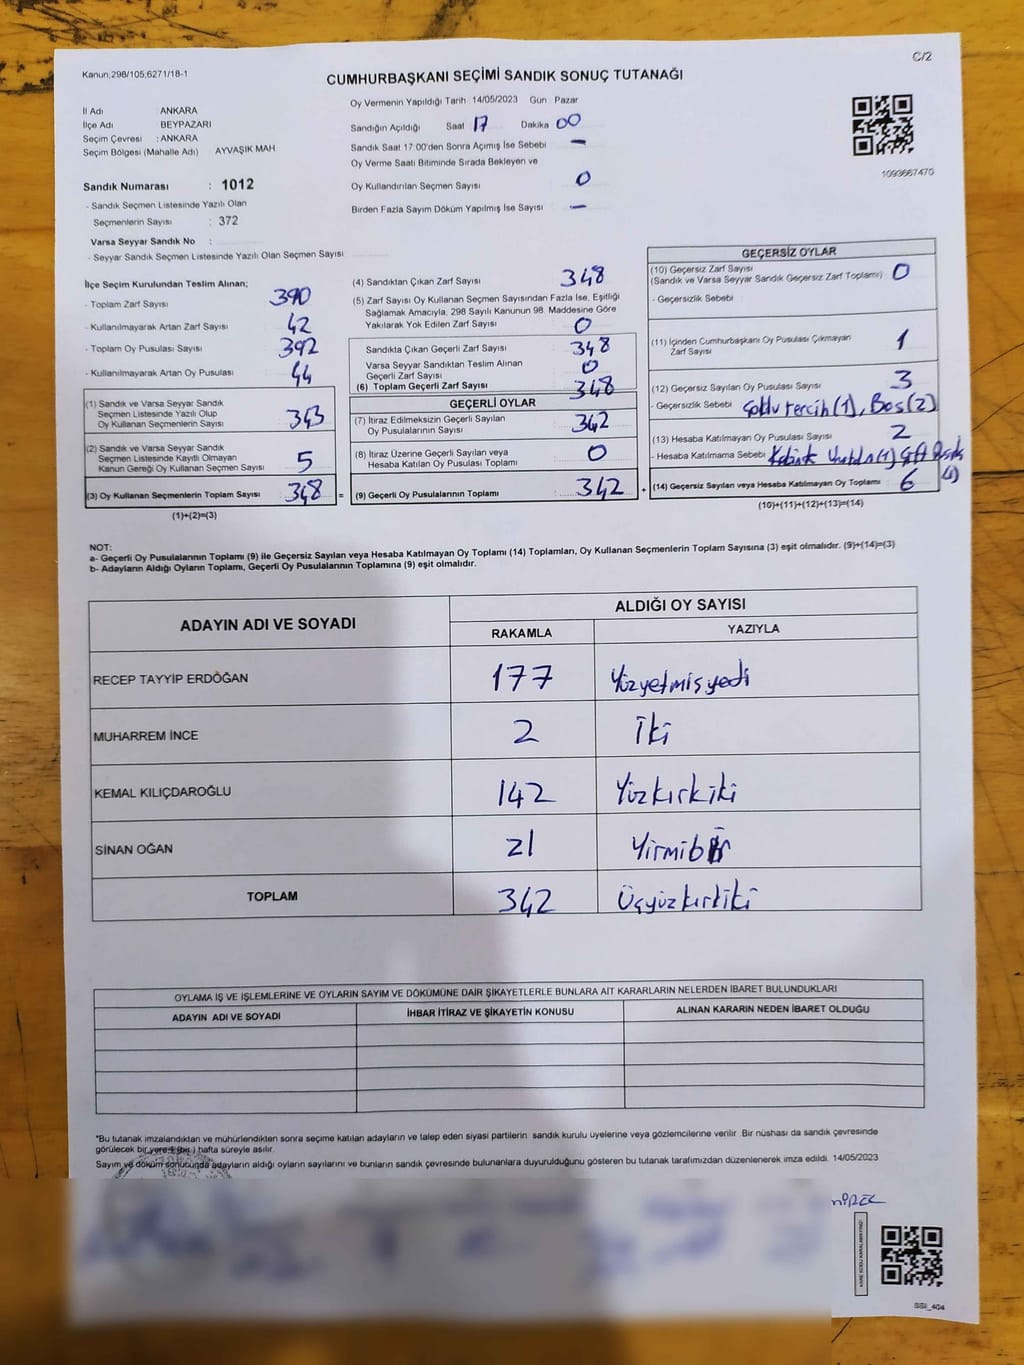 Kanun;298/105,6271/18-1
C/2
CUMHURBAŞKANI SEÇİMİ SANDIK SONUÇ TUTANAĞI
İl Adı ANKARA
İlçe Adı BEYPAZARI
Seçim Çevresi : ANKARA
Seçim Bölgesi (Mahalle Adı) AYVAŞIK MAH
Sandık Numarası : 1012
- Sandık Seçmen Listesinde Yazılı Olan
Seçmenlerin Sayısı : 372
Varsa Seyyar Sandık No :
- Seyyar Sandık Seçmen Listesinde Yazılı Olan Seçmen Sayısı
Oy Vermenin Yapıldığı Tarih 14/05/2023 Gün Pazar
Sandığın Açıldığı Saat 17 Dakika 00
Sandık Saat 17:00'den Sonra Açımış İse Sebebi —
Oy Verme Saati Bitiminde Sırada Bekleyen ve
Oy Kullandırılan Seçmen Sayısı 0
Birden Fazla Sayım Döküm Yapılmış İse Sayısı —
1093667470
İlçe Seçim Kurulundan Teslim Alınan;
- Toplam Zarf Sayısı 390
- Kullanılmayarak Artan Zarf Sayısı 42
- Toplam Oy Pusulası Sayısı 392
- Kullanılmayarak Artan Oy Pusulası 44
(1) Sandık ve Varsa Seyyar Sandık
Seçmen Listesinde Yazılı Olup
Oy Kullanan Seçmenlerin Sayısı 343
(2) Sandık ve Varsa Seyyar Sandık
Seçmen Listesinde Kayıtlı Olmayan
Kanun Gereği Oy Kullanan Seçmen Sayısı 5
(3) Oy Kullanan Seçmenlerin Toplam Sayısı 348 =
(1)+(2)=(3)
(4) Sandıktan Çıkan Zarf Sayısı 348
(5) Zarf Sayısı Oy Kullanan Seçmen Sayısından Fazla İse, Eşitliği
Sağlamak Amacıyla, 298 Sayılı Kanunun 98. Maddesine Göre
Yakılarak Yok Edilen Zarf Sayısı 0
Sandıkta Çıkan Geçerli Zarf Sayısı 348
Varsa Seyyar Sandıktan Teslim Alınan
Geçerli Zarf Sayısı 0
(6) Toplam Geçerli Zarf Sayısı 348
GEÇERLİ OYLAR
(7) İtiraz Edilmeksizin Geçerli Sayılan
Oy Pusulalarının Sayısı 342
(8) İtiraz Üzerine Geçerli Sayılan veya
Hesaba Katılan Oy Pusulası Toplamı 0
(9) Geçerli Oy Pusulalarının Toplamı 342 +
GEÇERSİZ OYLAR
(10) Geçersiz Zarf Sayısı
(Sandık ve Varsa Seyyar Sandık Geçersiz Zarf Toplamı) 0
- Geçersizlik Sebebi
(11) İçinden Cumhurbaşkanı Oy Pusulası Çıkmayan
Zarf Sayısı 1
(12) Geçersiz Sayılan Oy Pusulası Sayısı 3
- Geçersizlik Sebebi Çoklu tercih(1), Boş(2)
(13) Hesaba Katılmayan Oy Pusulası Sayısı 2
- Hesaba Katılmama Sebebi (1) (1)
(14) Geçersiz Sayılan veya Hesaba Katılmayan Oy Toplamı 6
(10)+(11)+(12)+(13)=(14)
NOT:
a- Geçerli Oy Pusulalarının Toplamı (9) ile Geçersiz Sayılan veya Hesaba Katılmayan Oy Toplamı (14) Toplamları, Oy Kullanan Seçmenlerin Toplam Sayısına (3) eşit olmalıdır. (9)+(14)=(3)
b- Adayların Aldığı Oyların Toplamı, Geçerli Oy Pusulalarının Toplamına (9) eşit olmalıdır.
ADAYIN ADI VE SOYADI
ALDIĞI OY SAYISI
RAKAMLA YAZIYLA
RECEP TAYYİP ERDOĞAN 177 Yüzyetmişyedi
MUHARREM İNCE 2 İki
KEMAL KILIÇDAROĞLU 142 Yüzkırkiki
SİNAN OĞAN 21 Yirmibir
TOPLAM 342 Üçyüzkırkiki
OYLAMA İŞ VE İŞLEMLERİNE VE OYLARIN SAYIM VE DÖKÜMÜNE DAİR ŞİKAYETLERLE BUNLARA AİT KARARLARIN NELERDEN İBARET BULUNDUKLARI
ADAYIN ADI VE SOYADI İHBAR İTİRAZ VE ŞİKAYETİN KONUSU ALINAN KARARIN NEDEN İBARET OLDUĞU
*Bu tutanak imzalandıktan ve mühürlendikten sonra seçime katılan adayların ve talep eden siyasi partilerin sandık kurulu üyelerine veya gözlemcilerine verilir. Bir nüshası da sandık çevresinde
görülecek bir yere 1 (bir) hafta süreyle asılır.
Sayım ve döküm sonucunda adayların aldığı oyların sayılarını ve bunların sandık çevresinde bulunanlara duyurulduğunu gösteren bu tutanak tarafımızdan düzenlenerek imza edildi. 14/05/2023